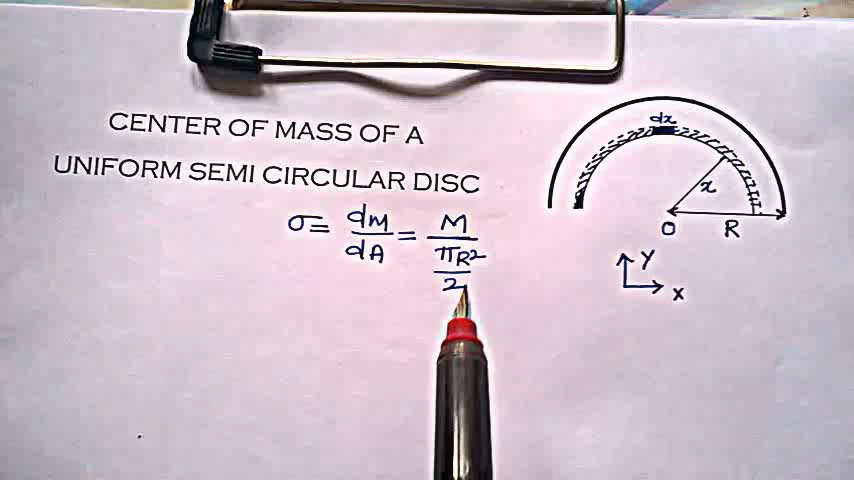 CENTER OF MASS OF A
UNIFORM SEMI CIRCULAR DISC
σ = dM/dA = M/(πR²/2)
dx
x
O
R
Y
X